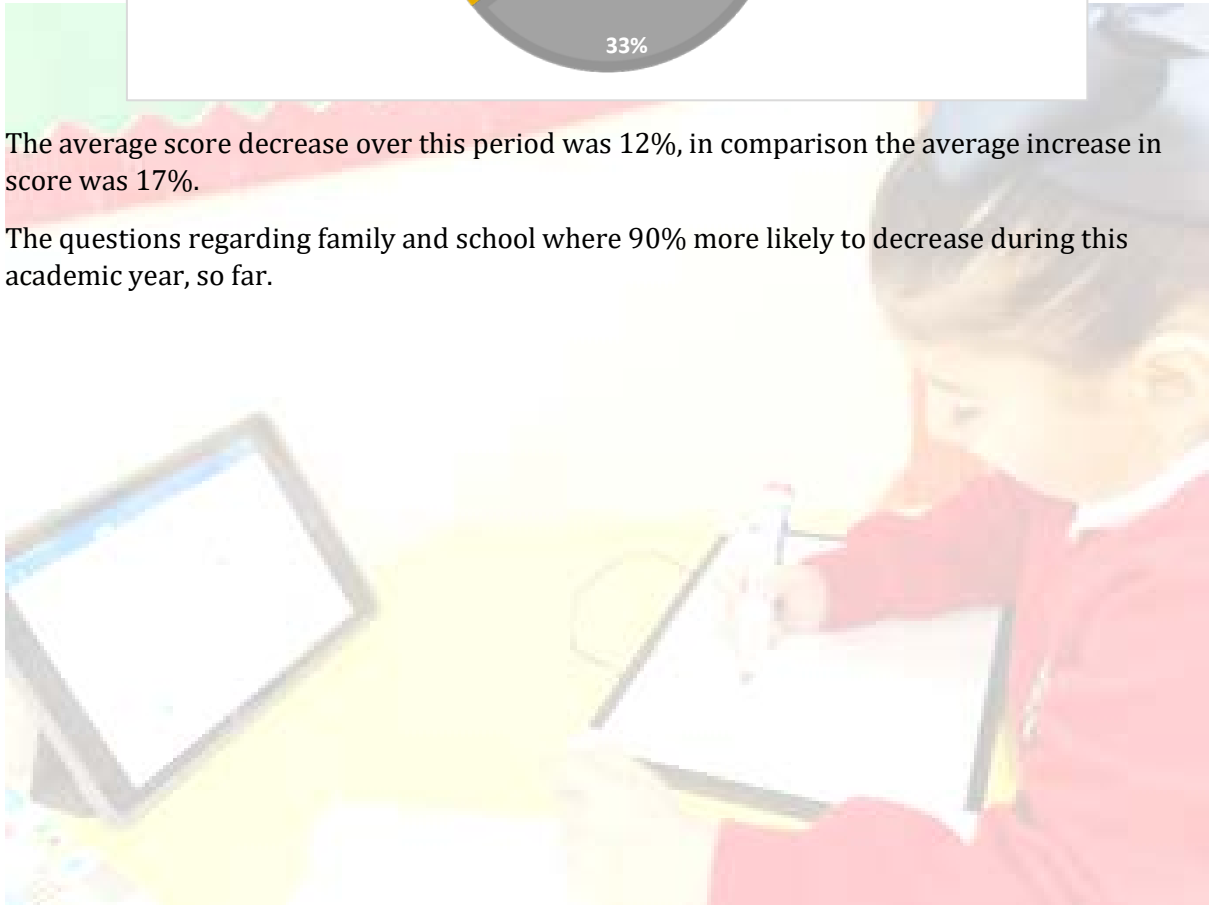 33%
The average score decrease over this period was 12%, in comparison the average increase in
score was 17%.
The questions regarding family and school where 90% more likely to decrease during this
academic year, so far.